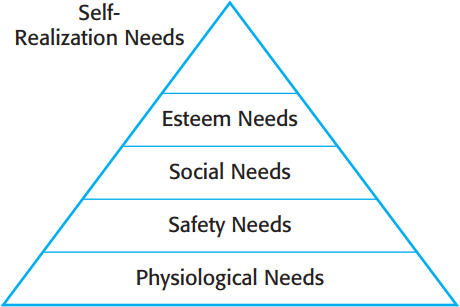 Self-
Realization Needs
Esteem Needs
Social Needs
Safety Needs
Physiological Needs